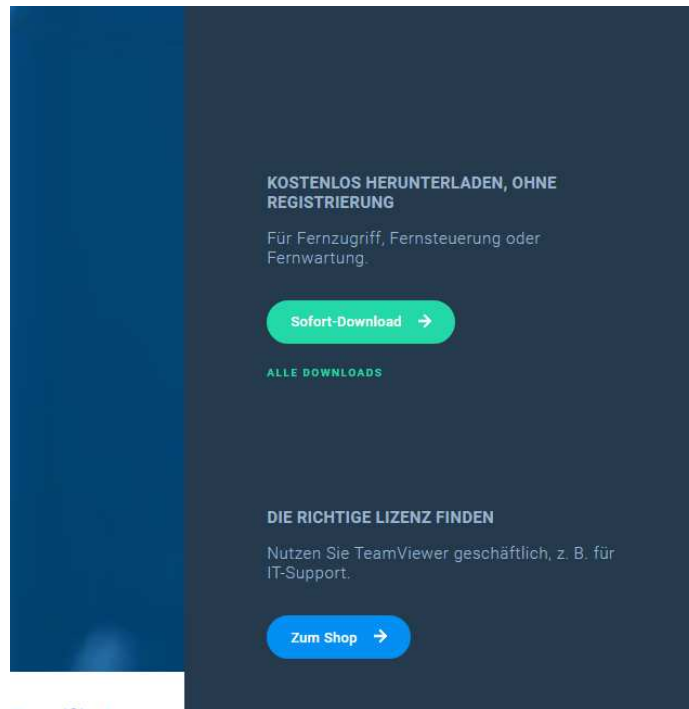 KOSTENLOS HERUNTERLADEN, OHNE
REGISTRIERUNG
Für Fernzugriff, Fernsteuerung oder
Fernwartung.
Sofort-Download →
ALLE DOWNLOADS
DIE RICHTIGE LIZENZ FINDEN
Nutzen Sie TeamViewer geschäftlich, z. B. für
IT-Support.
Zum Shop →